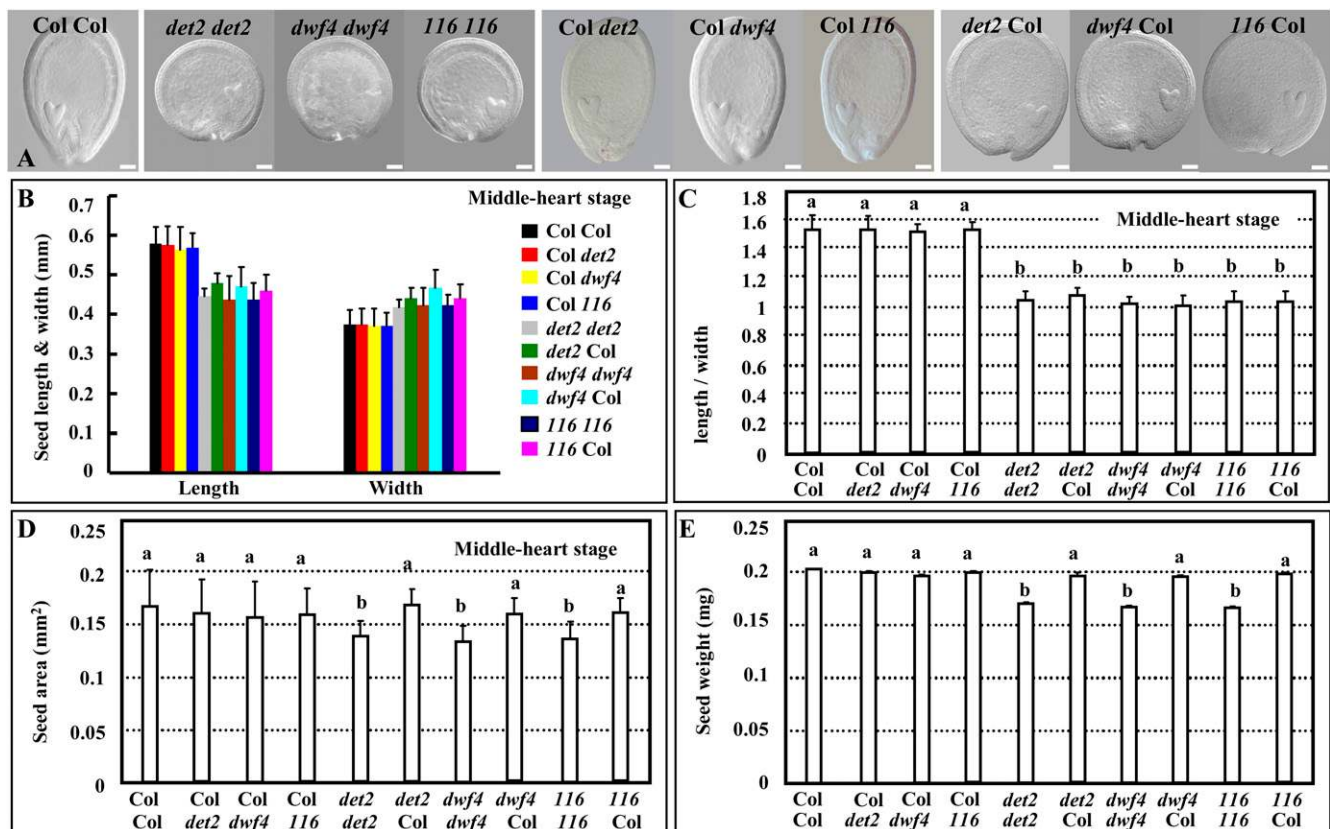 Col Col det2 det2 dwf4 dwf4 116 116 Col det2 Col dwf4 Col 116 det2 Col dwf4 Col 116 Col
A
B
Middle-heart stage
0.7
0.6
0.5
0.4
0.3
0.2
0.1
0
Seed length & width (mm)
Length Width
Col Col
Col det2
Col dwf4
Col 116
det2 det2
det2 Col
dwf4 dwf4
dwf4 Col
116 116
116 Col
C
Middle-heart stage
1.8
1.6
1.4
1.2
1
0.8
0.6
0.4
0.2
0
length / width
a a a a b b b b b b
Col Col Col Col det2 det2 dwf4 dwf4 116 116
Col det2 dwf4 116 det2 Col dwf4 Col 116 Col
D
Middle-heart stage
0.25
0.2
0.15
0.1
0.05
0
Seed area (mm²)
a a a a b a b a b a
Col Col Col Col det2 det2 dwf4 dwf4 116 116
Col det2 dwf4 116 det2 Col dwf4 Col 116 Col
E
0.25
0.2
0.15
0.1
0.05
0
Seed weight (mg)
a a a a b a b a b a
Col Col Col Col det2 det2 dwf4 dwf4 116 116
Col det2 dwf4 116 det2 Col dwf4 Col 116 Col